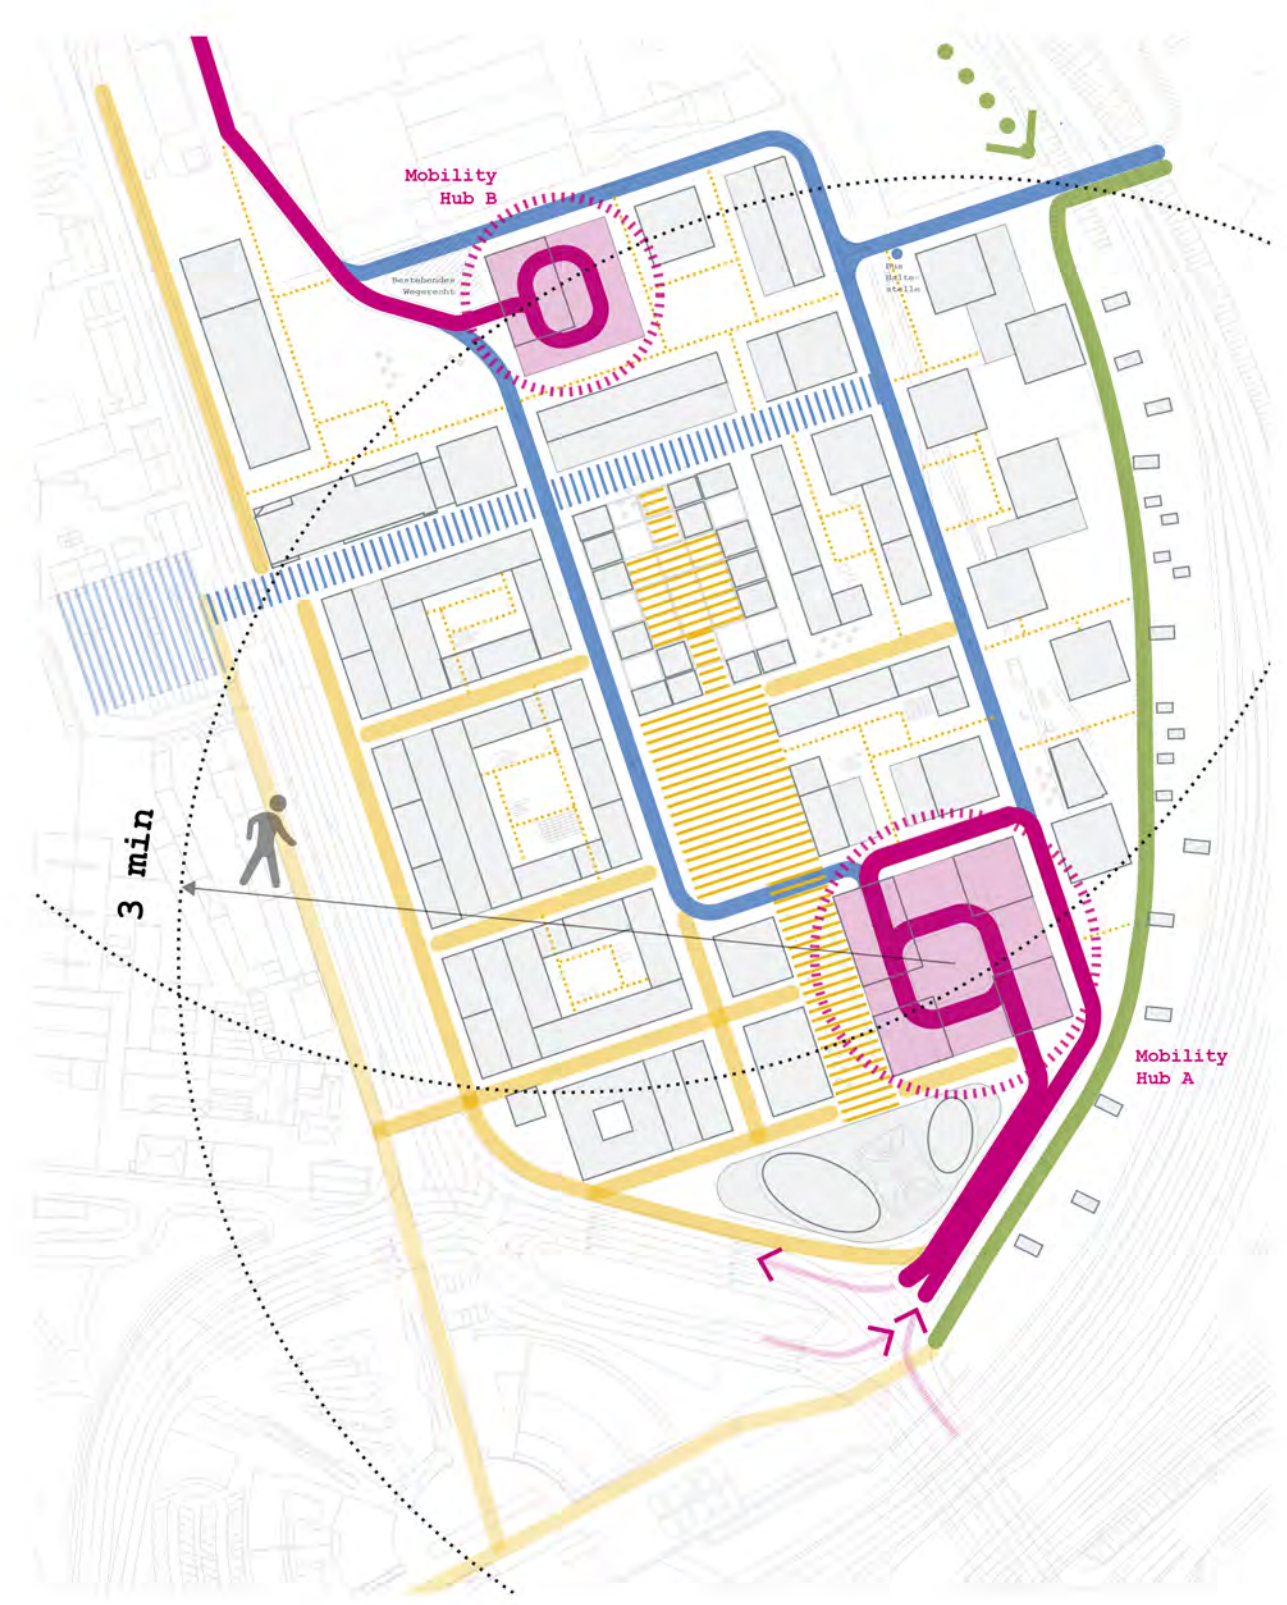 Mobility
Hub B
Bestehendes
Wegerecht
Bus
Halte-
stelle
3 min
Mobility
Hub A